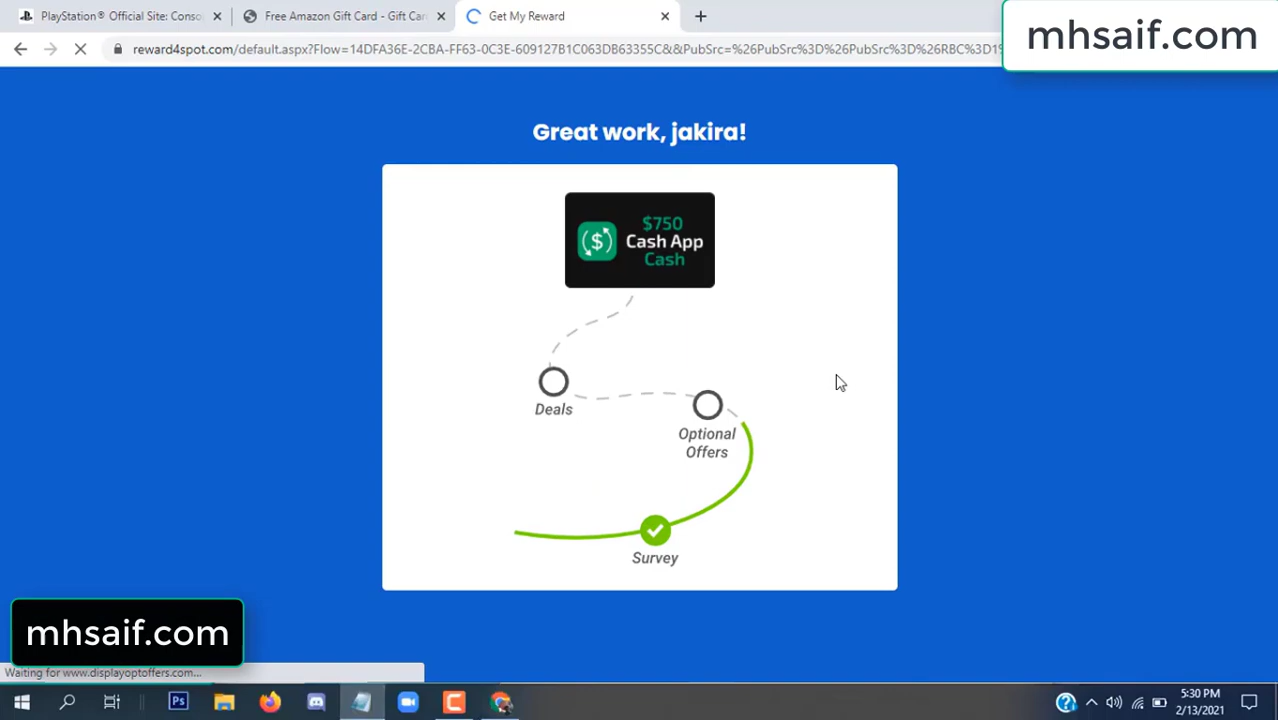 PlayStation® Official Site: Conso
Free Amazon Gift Card - Gift Car
Get My Reward
mhsaif.com
reward4spot.com/default.aspx?Flow=14DFA36E-2CBA-FF63-0C3E-609127B1C063DB63355C&&PubSrc=%26PubSrc%3D%26PubSrc%3D%26RBC%3D1%
Great work, jakira!
$750
Cash App
Cash
Deals
Optional
Offers
Survey
mhsaif.com
Waiting for www.displayoptoffers.com...
Ps
5:30 PM
2/13/2021